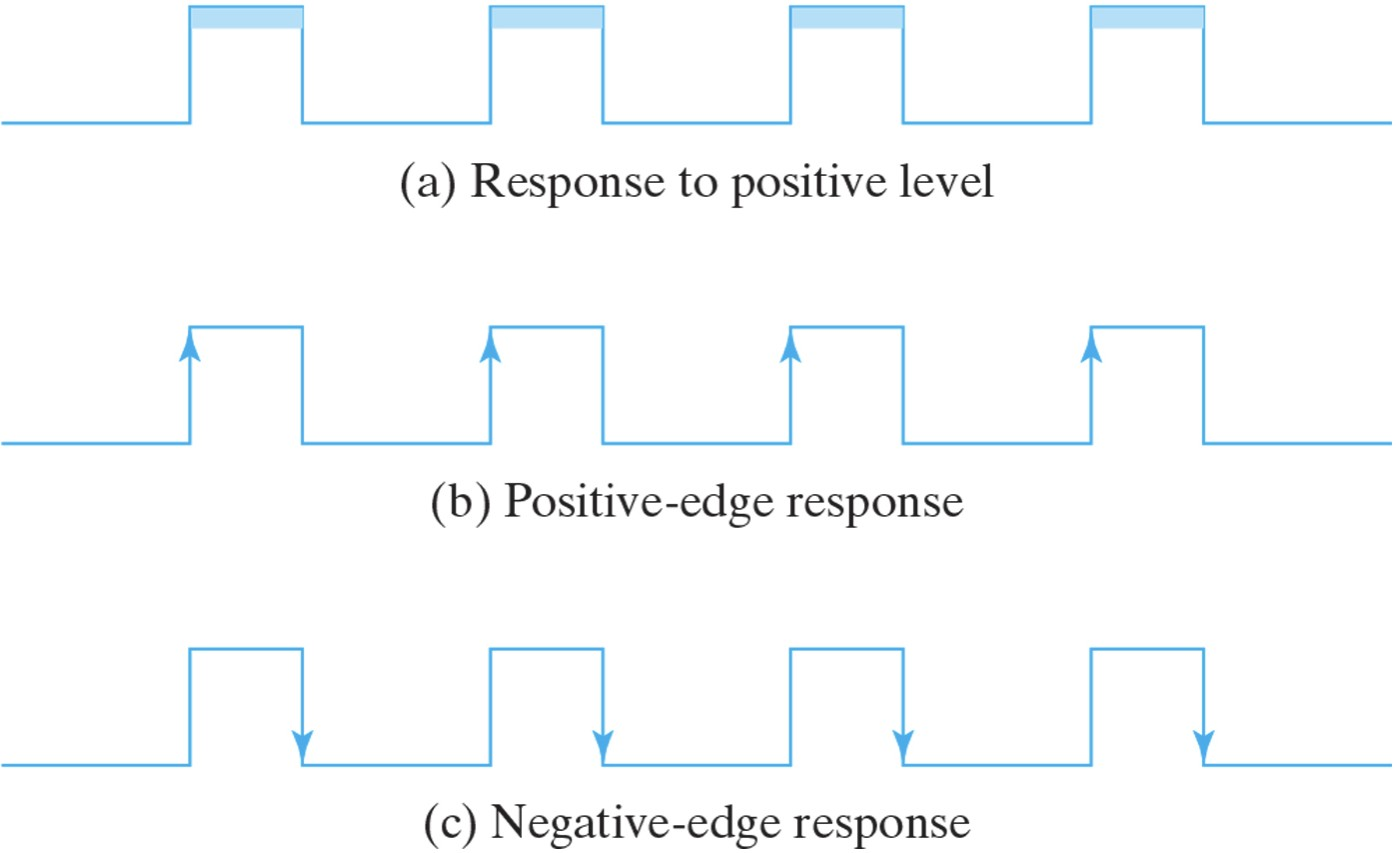 (a) Response to positive level
(b) Positive-edge response
(c) Negative-edge response